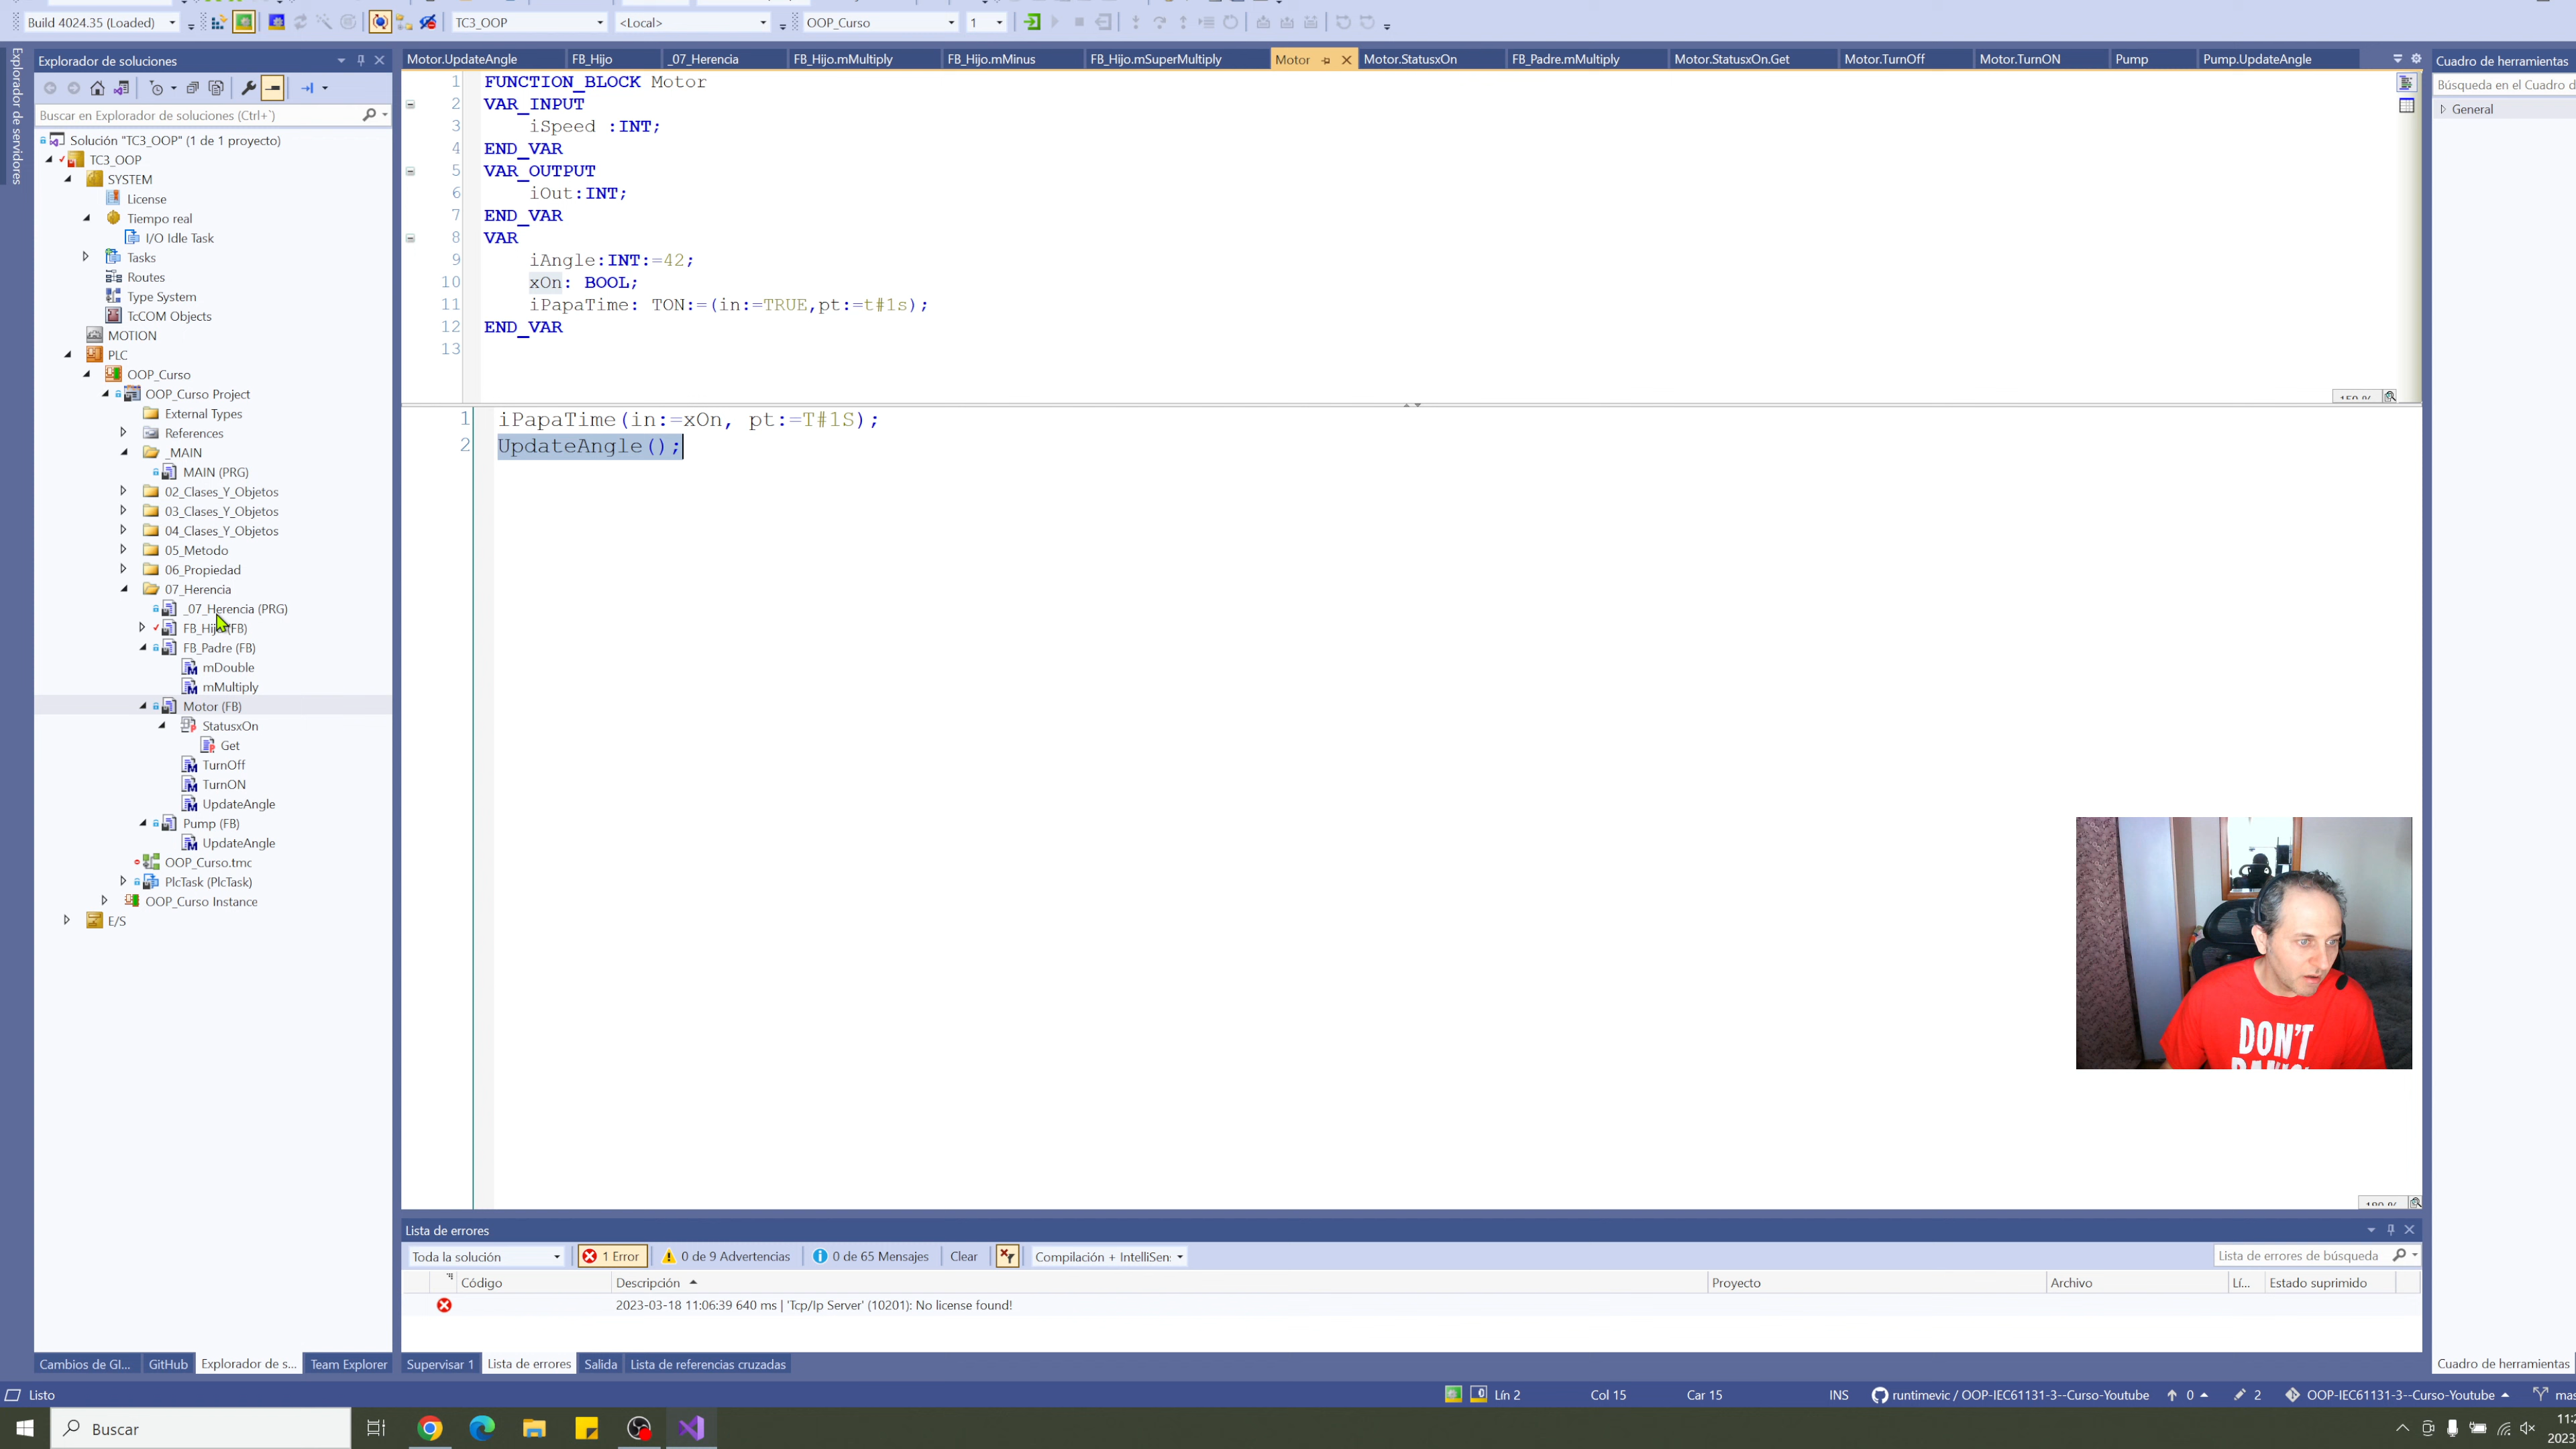 Build 4024.35 (Loaded)
TC3_OOP
<Local>
OOP_Curso
1
Explorador de servidores
Explorador de soluciones
Buscar en Explorador de soluciones (Ctrl+`)
Solución "TC3_OOP" (1 de 1 proyecto)
TC3_OOP
SYSTEM
License
Tiempo real
I/O Idle Task
Tasks
Routes
Type System
TcCOM Objects
MOTION
PLC
OOP_Curso
OOP_Curso Project
External Types
References
_MAIN
MAIN (PRG)
02_Clases_Y_Objetos
03_Clases_Y_Objetos
04_Clases_Y_Objetos
05_Metodo
06_Propiedad
07_Herencia
_07_Herencia (PRG)
FB_Hijo (FB)
FB_Padre (FB)
mDouble
mMultiply
Motor (FB)
StatusxOn
Get
TurnOff
TurnON
UpdateAngle
Pump (FB)
UpdateAngle
OOP_Curso.tmc
PlcTask (PlcTask)
OOP_Curso Instance
E/S
Cambios de GI... GitHub Explorador de s... Team Explorer
Motor.UpdateAngle FB_Hijo _07_Herencia FB_Hijo.mMultiply FB_Hijo.mMinus FB_Hijo.mSuperMultiply Motor Motor.StatusxOn FB_Padre.mMultiply Motor.StatusxOn.Get Motor.TurnOff Motor.TurnON Pump Pump.UpdateAngle
1 FUNCTION_BLOCK Motor
2 VAR_INPUT
3 iSpeed :INT;
4 END_VAR
5 VAR_OUTPUT
6 iOut:INT;
7 END_VAR
8 VAR
9 iAngle:INT:=42;
10 xOn: BOOL;
11 iPapaTime: TON:=(in:=TRUE,pt:=t#1s);
12 END_VAR
13
1 iPapaTime(in:=xOn, pt:=T#1S);
2 UpdateAngle();
DON'T
Cuadro de herramientas
Búsqueda en el Cuadro d
General
Cuadro de herramientas
Lista de errores
Toda la solución 1 Error 0 de 9 Advertencias 0 de 65 Mensajes Clear Compilación + IntelliSen: Lista de errores de búsqueda
Código Descripción Proyecto Archivo Lí... Estado suprimido
2023-03-18 11:06:39 640 ms | 'Tcp/Ip Server' (10201): No license found!
Supervisar 1 Lista de errores Salida Lista de referencias cruzadas
Listo Lín 2 Col 15 Car 15 INS runtimevic / OOP-IEC61131-3--Curso-Youtube 0 2 OOP-IEC61131-3--Curso-Youtube mas
Buscar